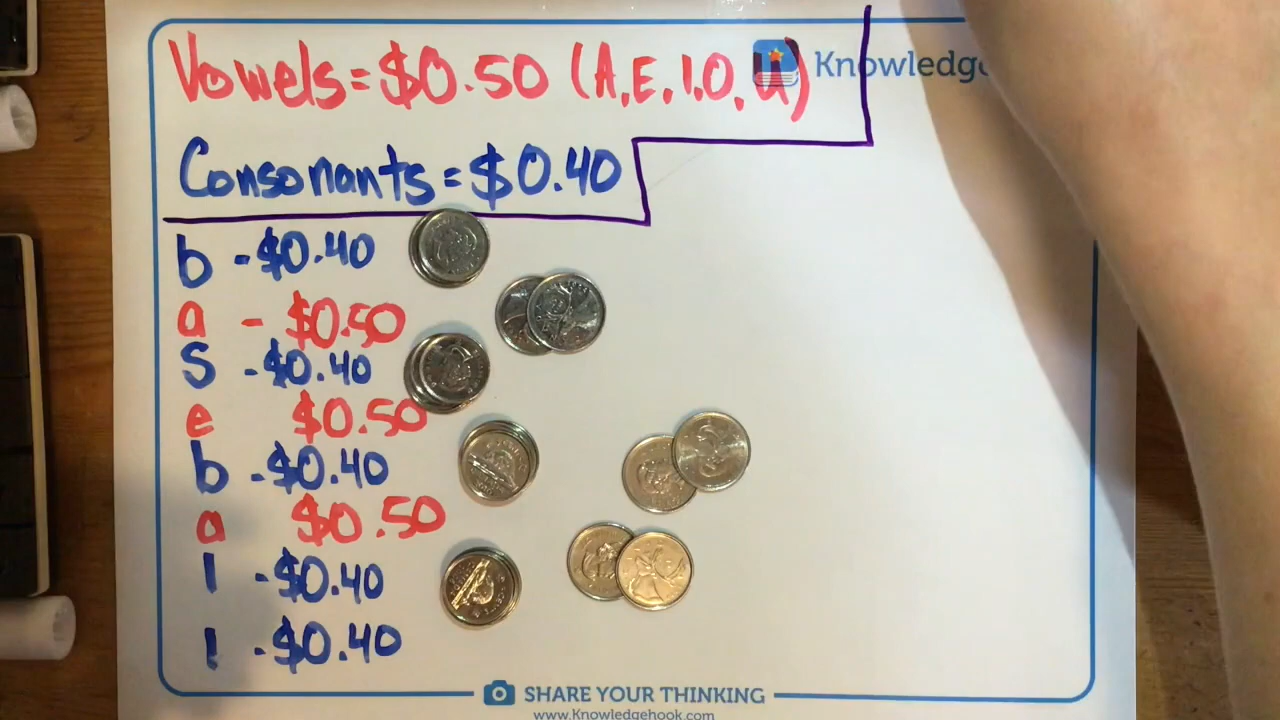 Vowels = $0.50 (A, E, I, O, U)
Knowledge
Consonants = $0.40
b - $0.40
a - $0.50
S - $0.40
e $0.50
b - $0.40
a $0.50
l - $0.40
l - $0.40
SHARE YOUR THINKING
www.Knowledgehook.com